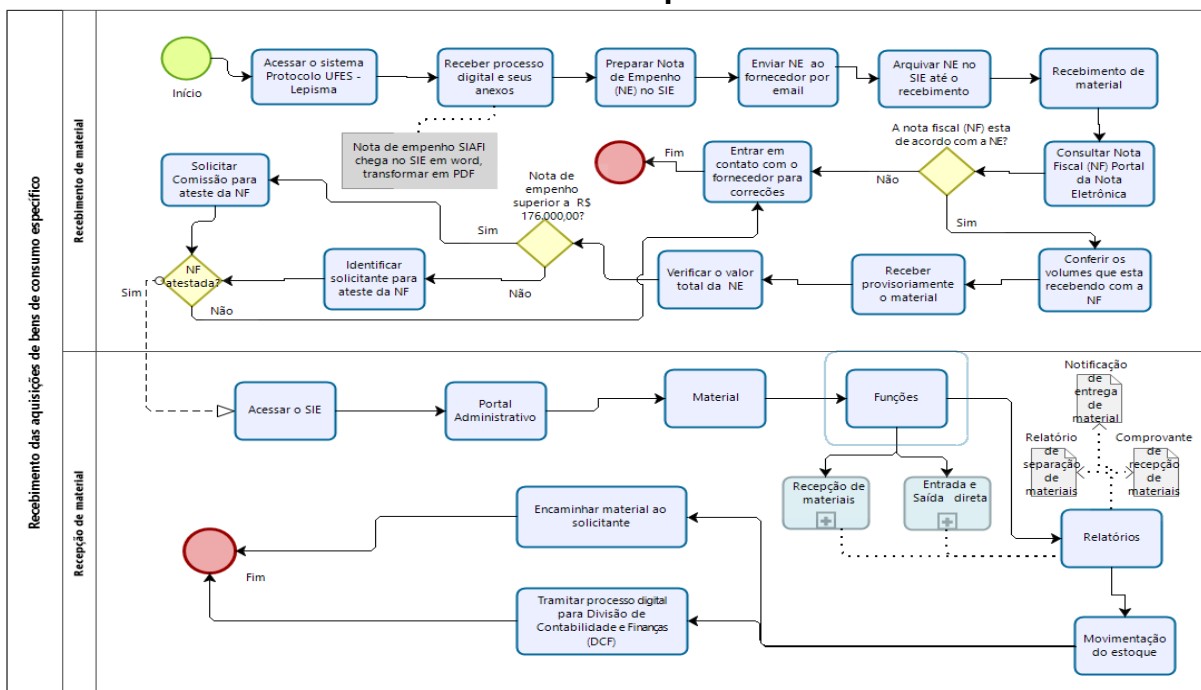 Recebimento das aquisições de bens de consumo específico
Recebimento de material
Início
Acessar o sistema
Protocolo UFES -
Lepisma
Receber processo
digital e seus
anexos
Preparar Nota
de Empenho
(NE) no SIE
Enviar NE ao
fornecedor por
email
Arquivar NE no
SIE até o
recebimento
Recebimento de
material
Nota de empenho SIAFI
chega no SIE em word,
transformar em PDF
Consultar Nota
Fiscal (NF) Portal
da Nota
Eletrônica
A nota fiscal (NF) esta
de acordo com a NE?
Não
Sim
Entrar em
contato com o
fornecedor para
correcões
Fim
Conferir os
volumes que esta
recebendo com a
NF
Receber
provisoriamente
o material
Verificar o valor
total da NE
Nota de
empenho
superior a R$
176.000,00?
Sim
Não
Solicitar
Comissão para
ateste da NF
Identificar
solicitante para
ateste da NF
NF
atestada?
Sim
Não
Recepção de material
Acessar o SIE
Portal
Administrativo
Material
Funções
Recepção de
materiais
Entrada e
Saída direta
Notificação
de
entrega
de
material
Relatório
de
separação
de
materiais
Comprovante
de
recepção
de
materiais
Relatórios
Movimentação
do estoque
Encaminhar material ao
solicitante
Tramitar processo digital
para Divisão de
Contabilidade e Finanças
(DCF)
Fim